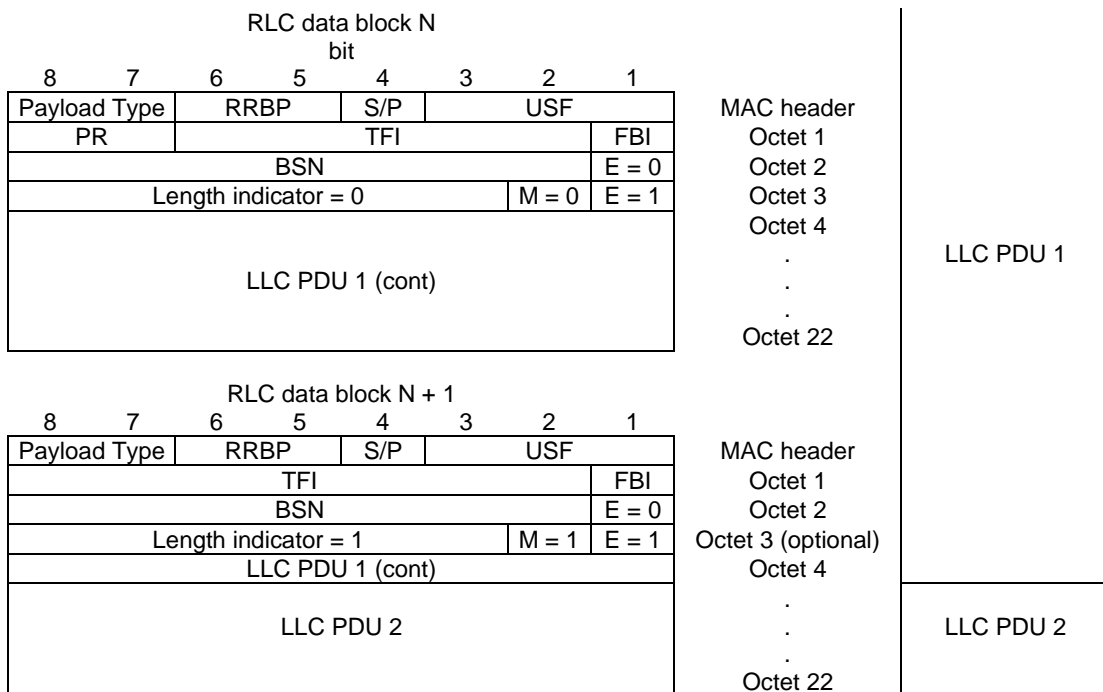 RLC data block N
bit
8 7 6 5 4 3 2 1
Payload Type RRBP S/P USF MAC header
PR TFI FBI Octet 1
BSN E = 0 Octet 2
Length indicator = 0 M = 0 E = 1 Octet 3
Octet 4
.
LLC PDU 1 (cont) . LLC PDU 1
.
Octet 22
RLC data block N + 1
8 7 6 5 4 3 2 1
Payload Type RRBP S/P USF MAC header
TFI FBI Octet 1
BSN E = 0 Octet 2
Length indicator = 1 M = 1 E = 1 Octet 3 (optional)
LLC PDU 1 (cont) Octet 4
.
LLC PDU 2 . LLC PDU 2
.
Octet 22